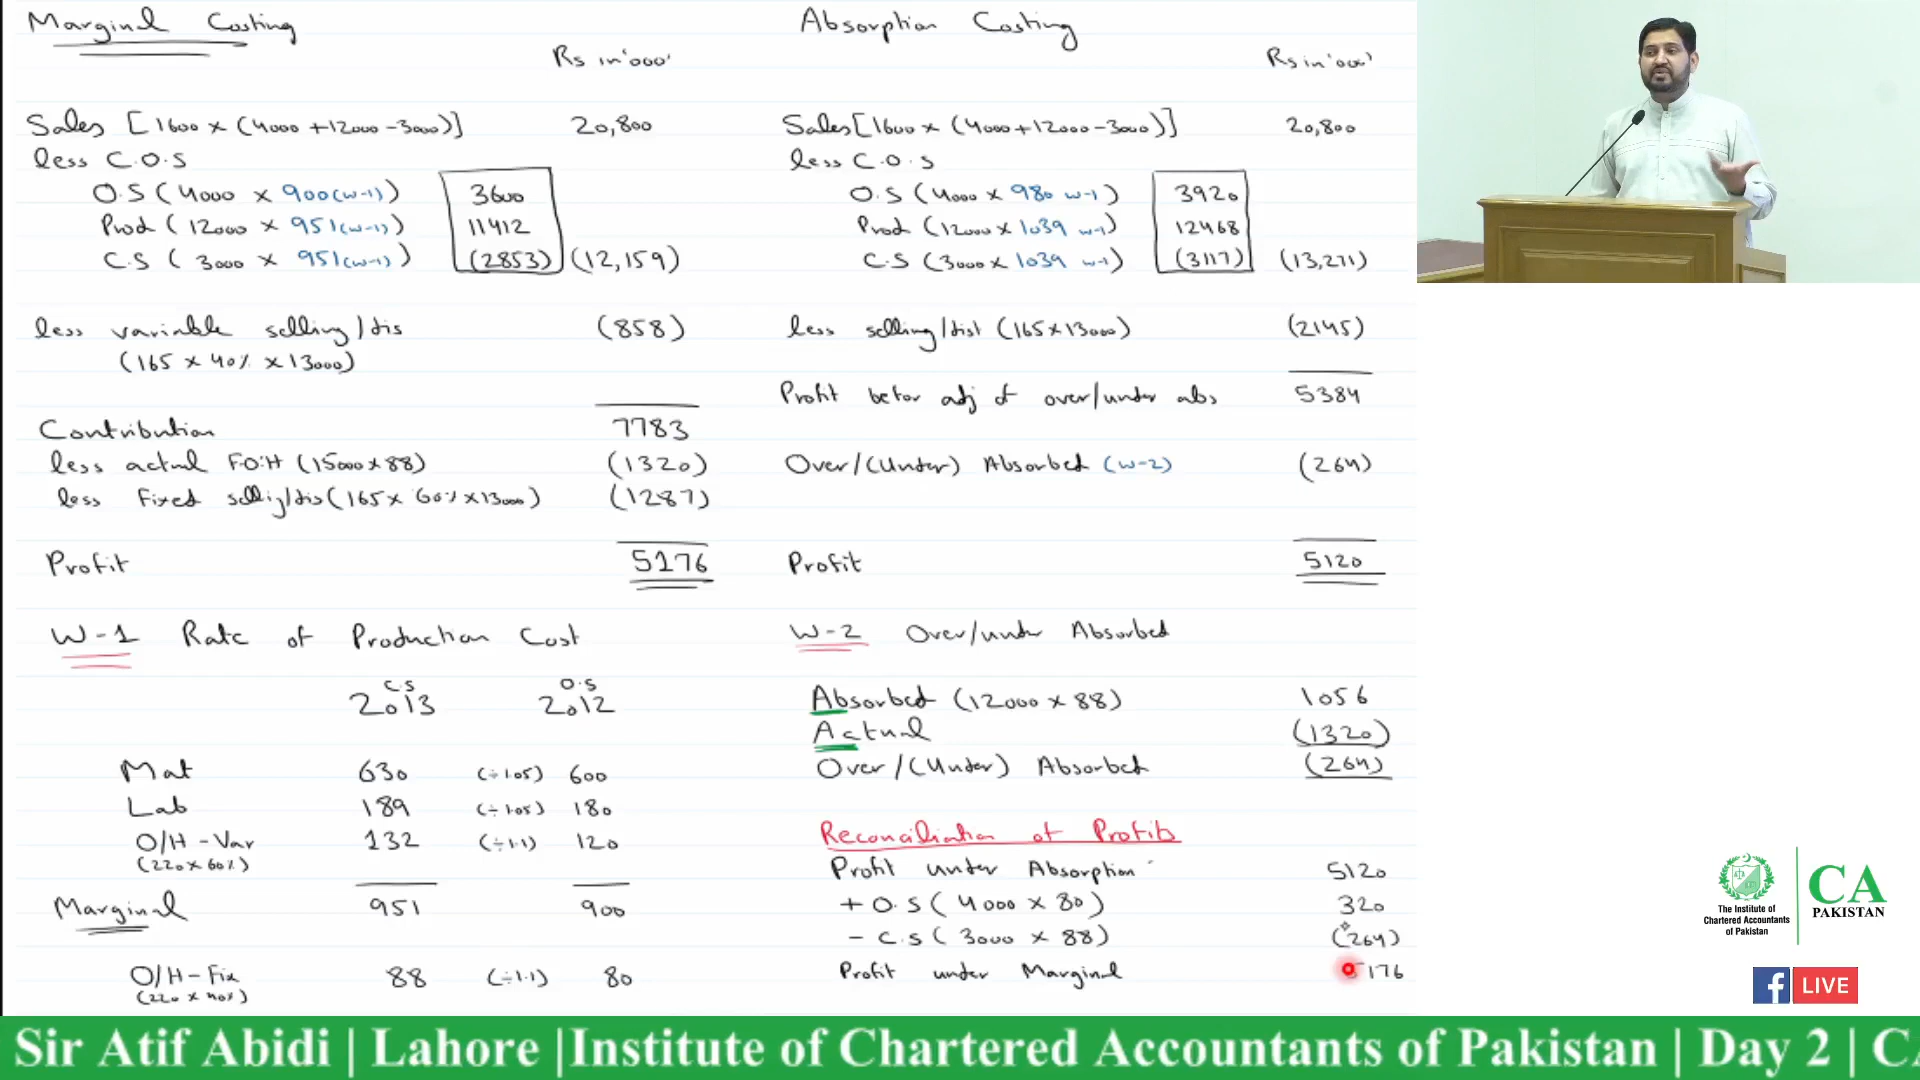 Marginal Costing
Rs in '000'
Sales [1600 x (4000 + 12000 - 3000)] 20,800
less C.O.S
O.S (4000 x 900 (w-1)) 3600
Prod (12000 x 951 (w-1)) 11412
C.S (3000 x 951 (w-1)) (2853) (12,159)
less variable selling/dis (858)
(165 x 40% x 13000)
Contribution 7783
less actual F.O.H (15000 x 88) (1320)
less Fixed sellig/dis (165 x 60% x 13000) (1287)
Profit 5176
W-1 Rate of Production Cost
C.S O.S
2013 2012
Mat 630 (÷1.05) 600
Lab 189 (÷1.05) 180
O/H - Var 132 (÷1.1) 120
(220 x 60%)
Marginal 951 900
O/H - Fix 88 (÷1.1) 80
(220 x 40%)
Absorption Costing
Rs in '000'
Sales [1600 x (4000 + 12000 - 3000)] 20,800
less C.O.S
O.S (4000 x 980 w-1) 3920
Prod (12000 x 1039 w-1) 12468
C.S (3000 x 1039 w-1) (3117) (13,271)
less selling/dist (165 x 13000) (2145)
Profit befor adj of over/under abs 5384
Over/(Under) Absorbed (w-2) (264)
Profit 5120
W-2 Over/under Absorbed
Absorbed (12000 x 88) 1056
Actual (1320)
Over/(Under) Absorbed (264)
Reconciliation of Profits
Profit under Absorption 5120
+ O.S (4000 x 80) 320
- C.S (3000 x 88) (264)
Profit under Marginal 5176
The Institute of
Chartered Accountants
of Pakistan
CA
PAKISTAN
f LIVE
Sir Atif Abidi | Lahore |Institute of Chartered Accountants of Pakistan | Day 2 | CA